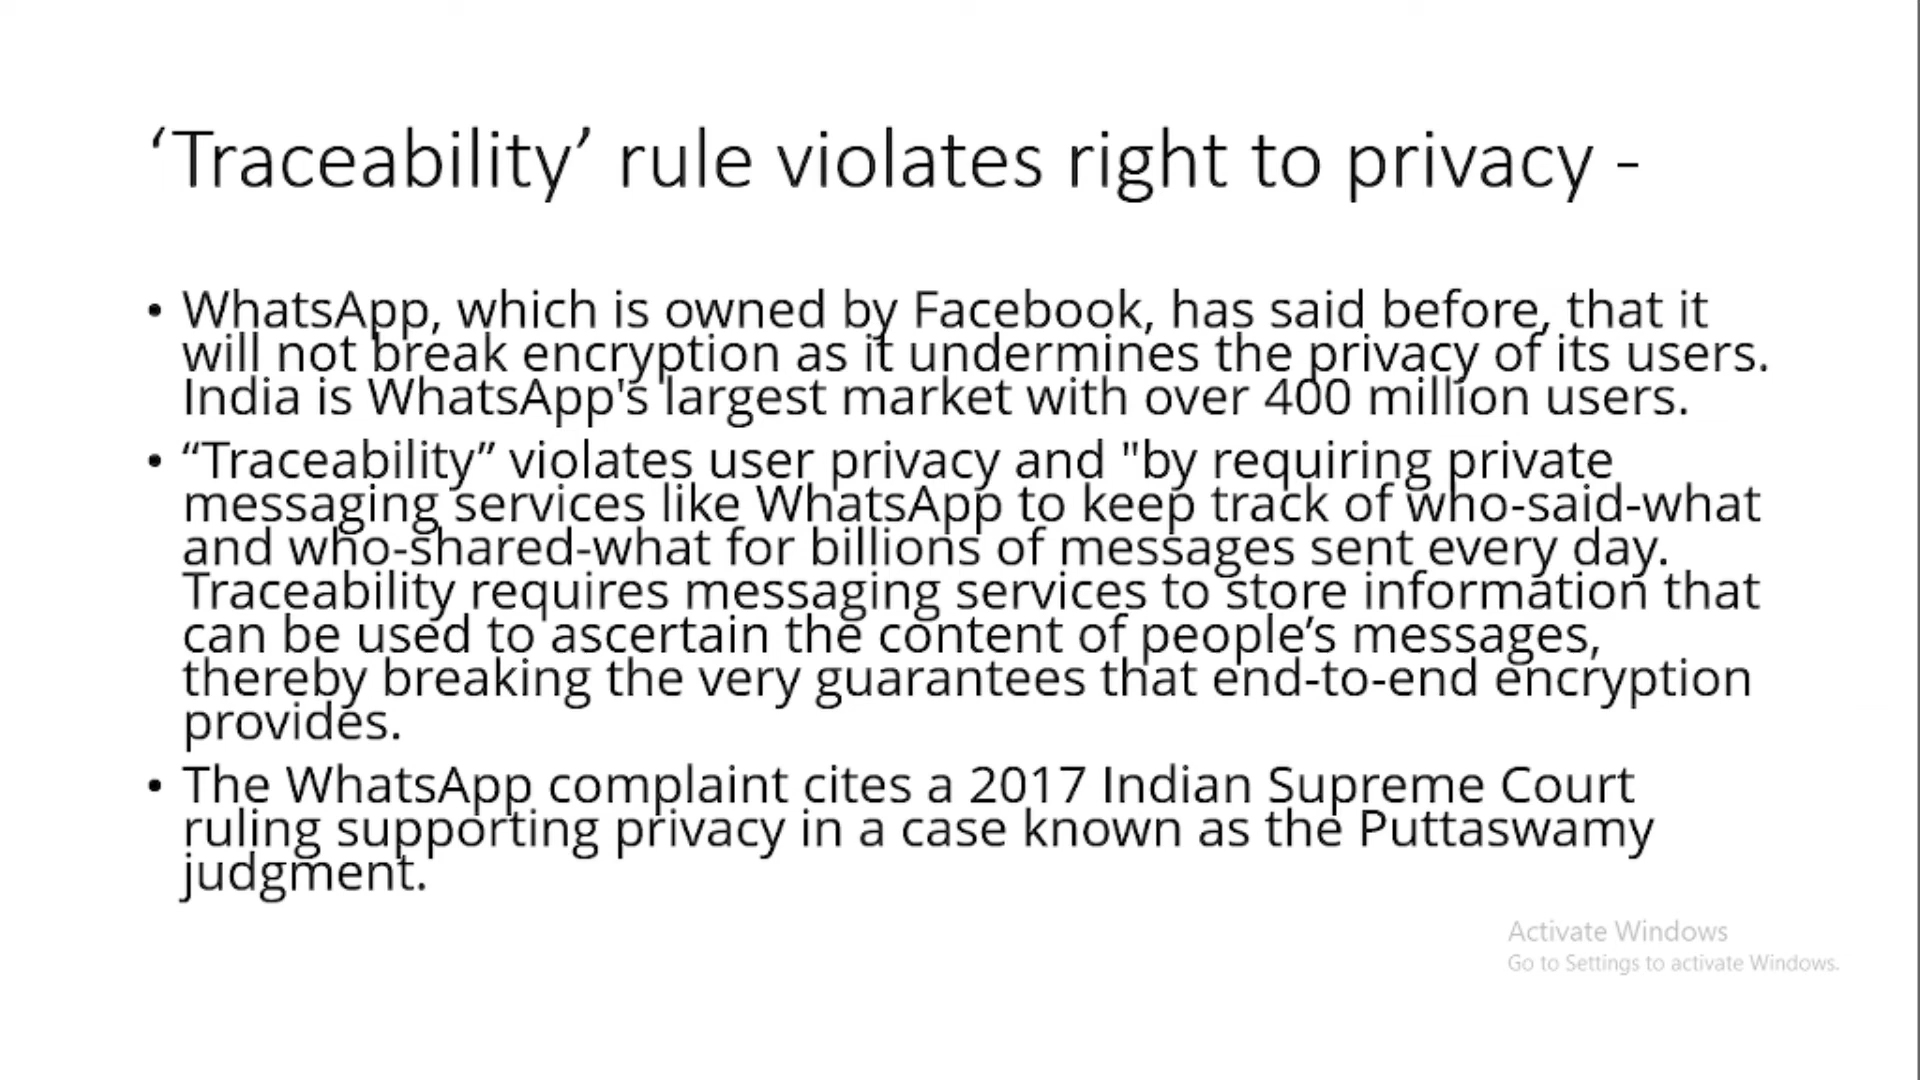 ‘Traceability’ rule violates right to privacy -
• WhatsApp, which is owned by Facebook, has said before, that it
will not break encryption as it undermines the privacy of its users.
India is WhatsApp's largest market with over 400 million users.
• “Traceability” violates user privacy and "by requiring private
messaging services like WhatsApp to keep track of who-said-what
and who-shared-what for billions of messages sent every day.
Traceability requires messaging services to store information that
can be used to ascertain the content of people’s messages,
thereby breaking the very guarantees that end-to-end encryption
provides.
• The WhatsApp complaint cites a 2017 Indian Supreme Court
ruling supporting privacy in a case known as the Puttaswamy
judgment.
Activate Windows
Go to Settings to activate Windows.